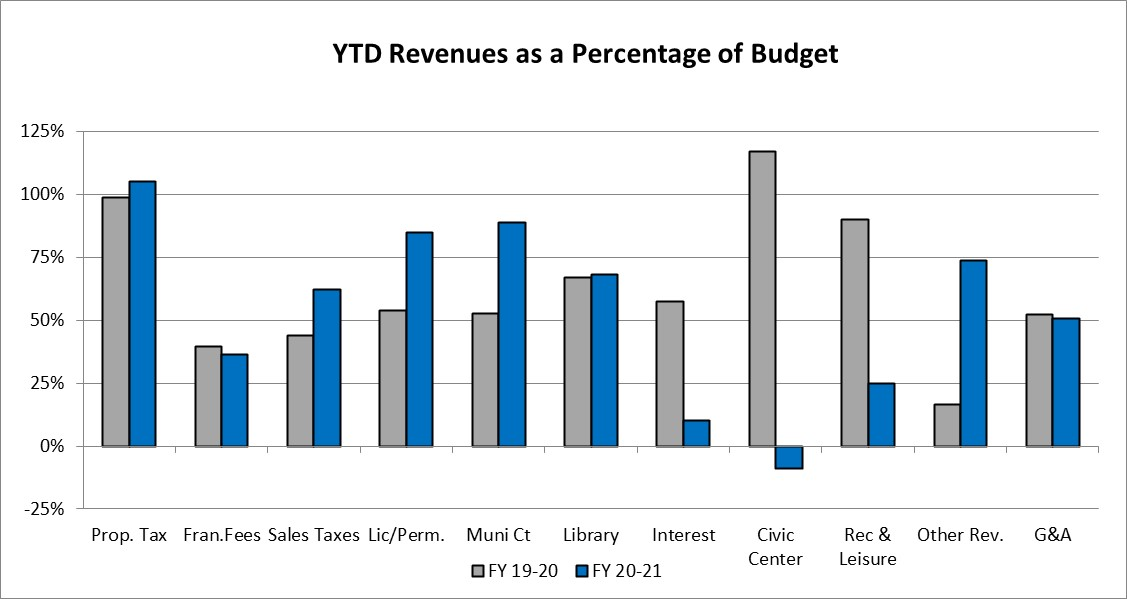 YTD Revenues as a Percentage of Budget
125%
100%
75%
50%
25%
0%
-25%
Prop. Tax Fran.Fees Sales Taxes Lic/Perm. Muni Ct Library Interest Civic Rec & Other Rev. G&A
Center Leisure
FY 19-20 FY 20-21